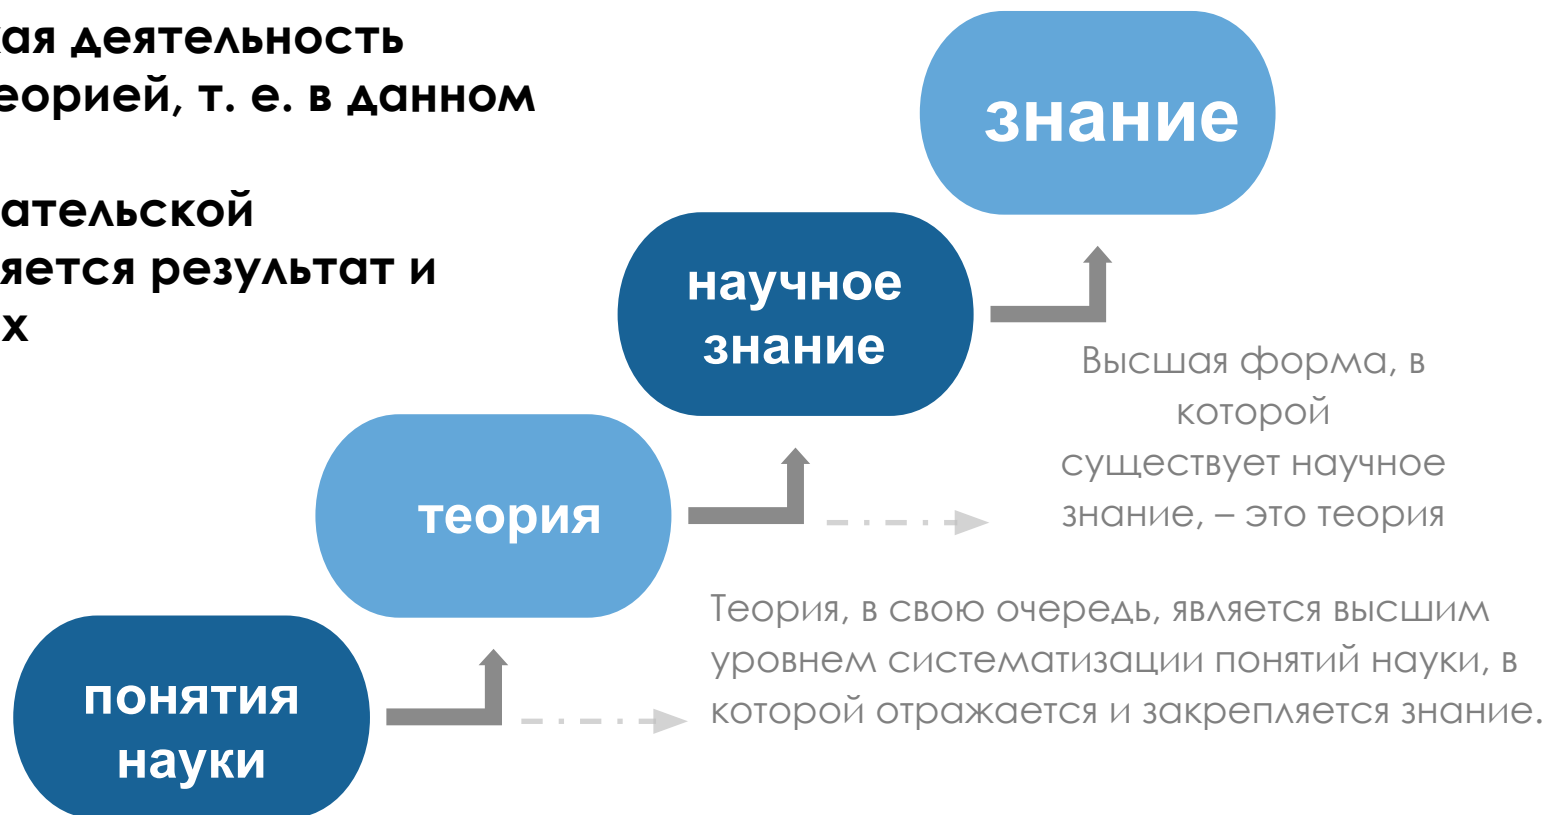 кая деятельность
еорией, т. е. в данном
ательской
яется результат и
х
знание
научное
знание
Высшая форма, в
которой
существует научное
знание, – это теория
теория
Теория, в свою очередь, является высшим
уровнем систематизации понятий науки, в
которой отражается и закрепляется знание.
понятия
науки